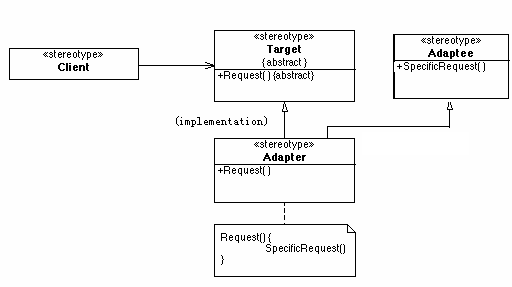 «stereotype»
Client
«stereotype»
Target
{abstract}
+Request() {abstract}
«stereotype»
Adaptee
+SpecificRequest()
(implementation)
«stereotype»
Adapter
+Request()
Request(){
SpecificRequest()
}